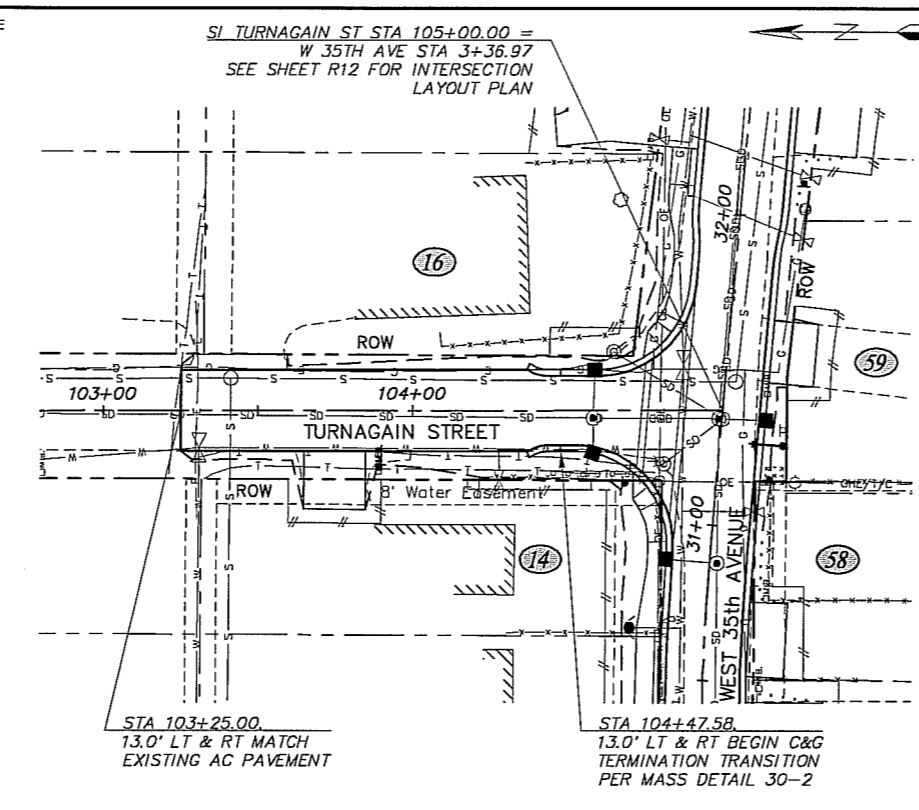 E
SI TURNAGAIN ST STA 105+00.00 =
W 35TH AVE STA 3+36.97
SEE SHEET R12 FOR INTERSECTION
LAYOUT PLAN
N
32+00
ROW
16
ROW
59
103+00
104+00
TURNAGAIN STREET
ROW
8' Water Easement
14
31+00
WEST 35th AVENUE
58
STA 103+25.00,
13.0' LT & RT MATCH
EXISTING AC PAVEMENT
STA 104+47.58,
13.0' LT & RT BEGIN C&G
TERMINATION TRANSITION
PER MASS DETAIL 30-2